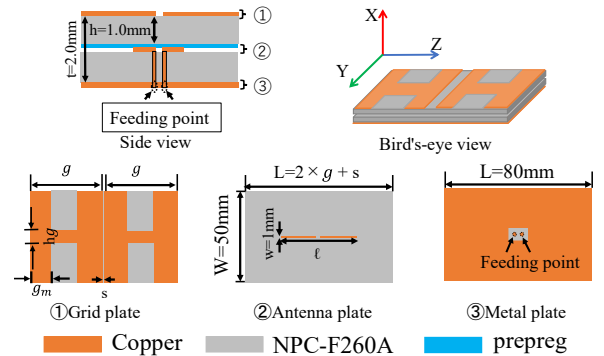 ①
h=1.0mm
②
t=2.0mm
③
Feeding point
Side view
X
Z
Y
Bird's-eye view
g
g
hg
gm
s
①Grid plate
L=2 × g + s
W=50mm
w=1mm
ℓ
②Antenna plate
L=80mm
Feeding point
③Metal plate
Copper
NPC-F260A
prepreg